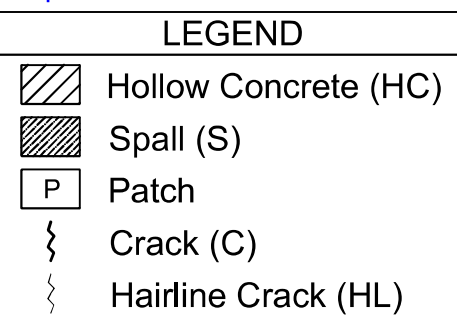 LEGEND
Hollow Concrete (HC)
Spall (S)
P Patch
Crack (C)
Hairline Crack (HL)